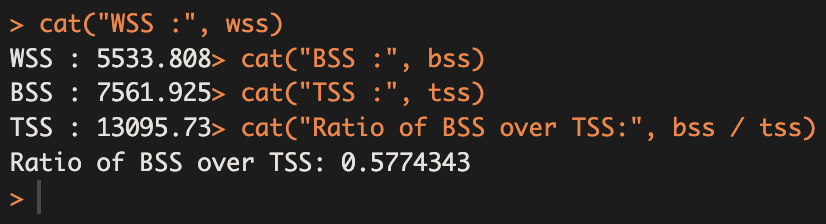 > cat("WSS :", wss)
WSS : 5533.808> cat("BSS :", bss)
BSS : 7561.925> cat("TSS :", tss)
TSS : 13095.73> cat("Ratio of BSS over TSS:", bss / tss)
Ratio of BSS over TSS: 0.5774343
>